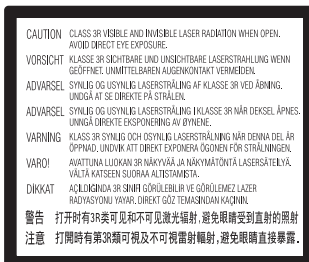 CAUTION CLASS 3R VISIBLE AND INVISIBLE LASER RADIATION WHEN OPEN.
AVOID DIRECT EYE EXPOSURE.
VORSICHT KLASSE 3R SICHTBARE UND UNSICHTBARE LASERSTRAHLUNG WENN
GEÖFFNET. UNMITTELBAREN AUGENKONTAKT VERMEIDEN.
ADVARSEL SYNLIG OG USYNLIG LASERSTRÅLING AF KLASSE 3R VED ÅBNING.
UNDGÅ AT SE DIREKTE PÅ STRÅLEN.
ADVARSEL SYNLIG OG USYNLIG LASERSTRÅLING I KLASSE 3R NÅR DEKSEL ÅPNES.
UNNGÅ DIREKTE EKSPONERING AV ØYNENE.
VARNING KLASS 3R SYNLIG OCH OSYNLIG LASERSTRÅLNING NÄR DENNA DEL ÄR
ÖPPNAD. UNDVIK ATT DIREKT EXPONERA ÖGONEN FÖR STRÅLNINGEN.
VARO! AVATTUNA LUOKAN 3R NÄKYVÄÄ JA NÄKYMÄTÖNTÄ LASERSÄTEILYÄ.
VÄLTÄ KATSEEN SUORAA ALTISTAMISTA.
DİKKAT AÇILDIĞINDA 3R SINIFI GÖRÜLEBİLİR VE GÖRÜLEMEZ LAZER
RADYASYONU YAYAR. DİREKT GÖZ TEMASINDAN KAÇININ.
警告 打开时有3R类可见和不可见激光辐射,避免眼睛受到直射的照射
注意 打開時有第3R類可視及不可視雷射輻射,避免眼睛直接暴露.